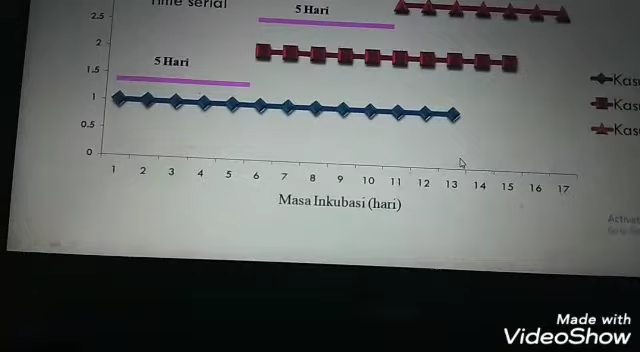 Time serial
5 Hari
2.5
2
5 Hari
1.5
1
0.5
0
1 2 3 4 5 6 7 8 9 10 11 12 13 14 15 16 17
Masa Inkubasi (hari)
Made with
VideoShow